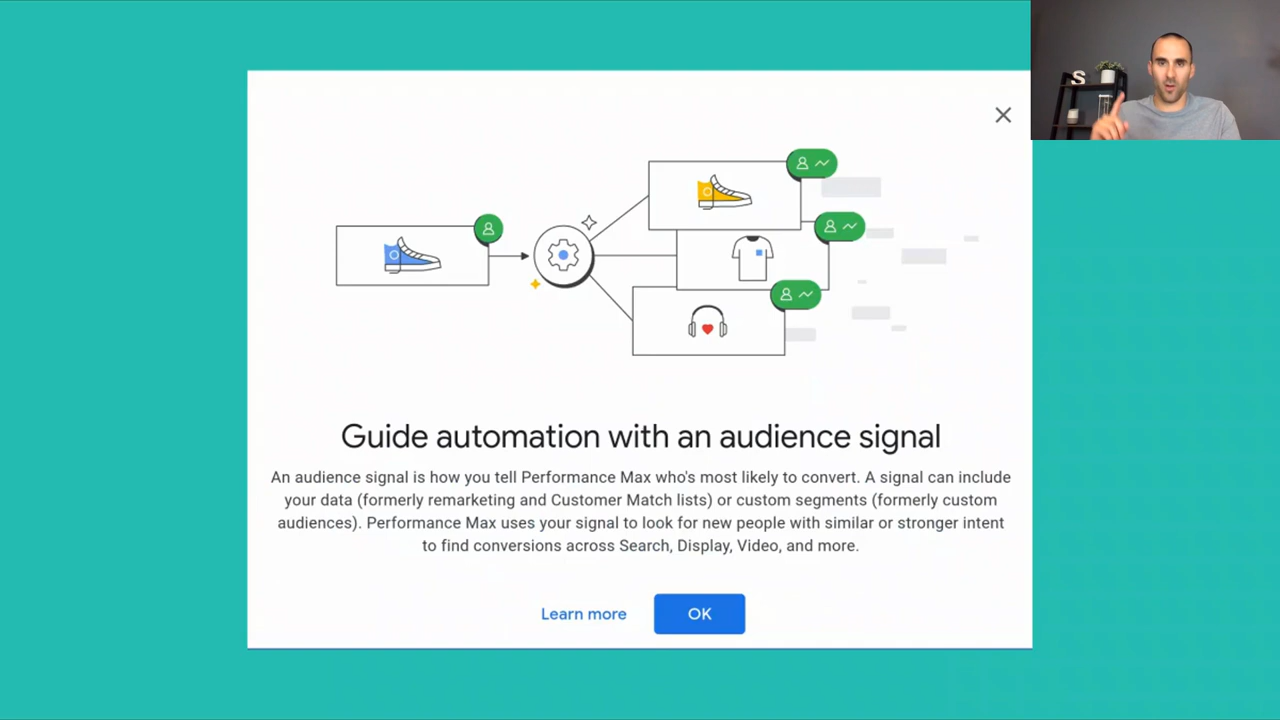 S
Guide automation with an audience signal
An audience signal is how you tell Performance Max who's most likely to convert. A signal can include
your data (formerly remarketing and Customer Match lists) or custom segments (formerly custom
audiences). Performance Max uses your signal to look for new people with similar or stronger intent
to find conversions across Search, Display, Video, and more.
Learn more
OK